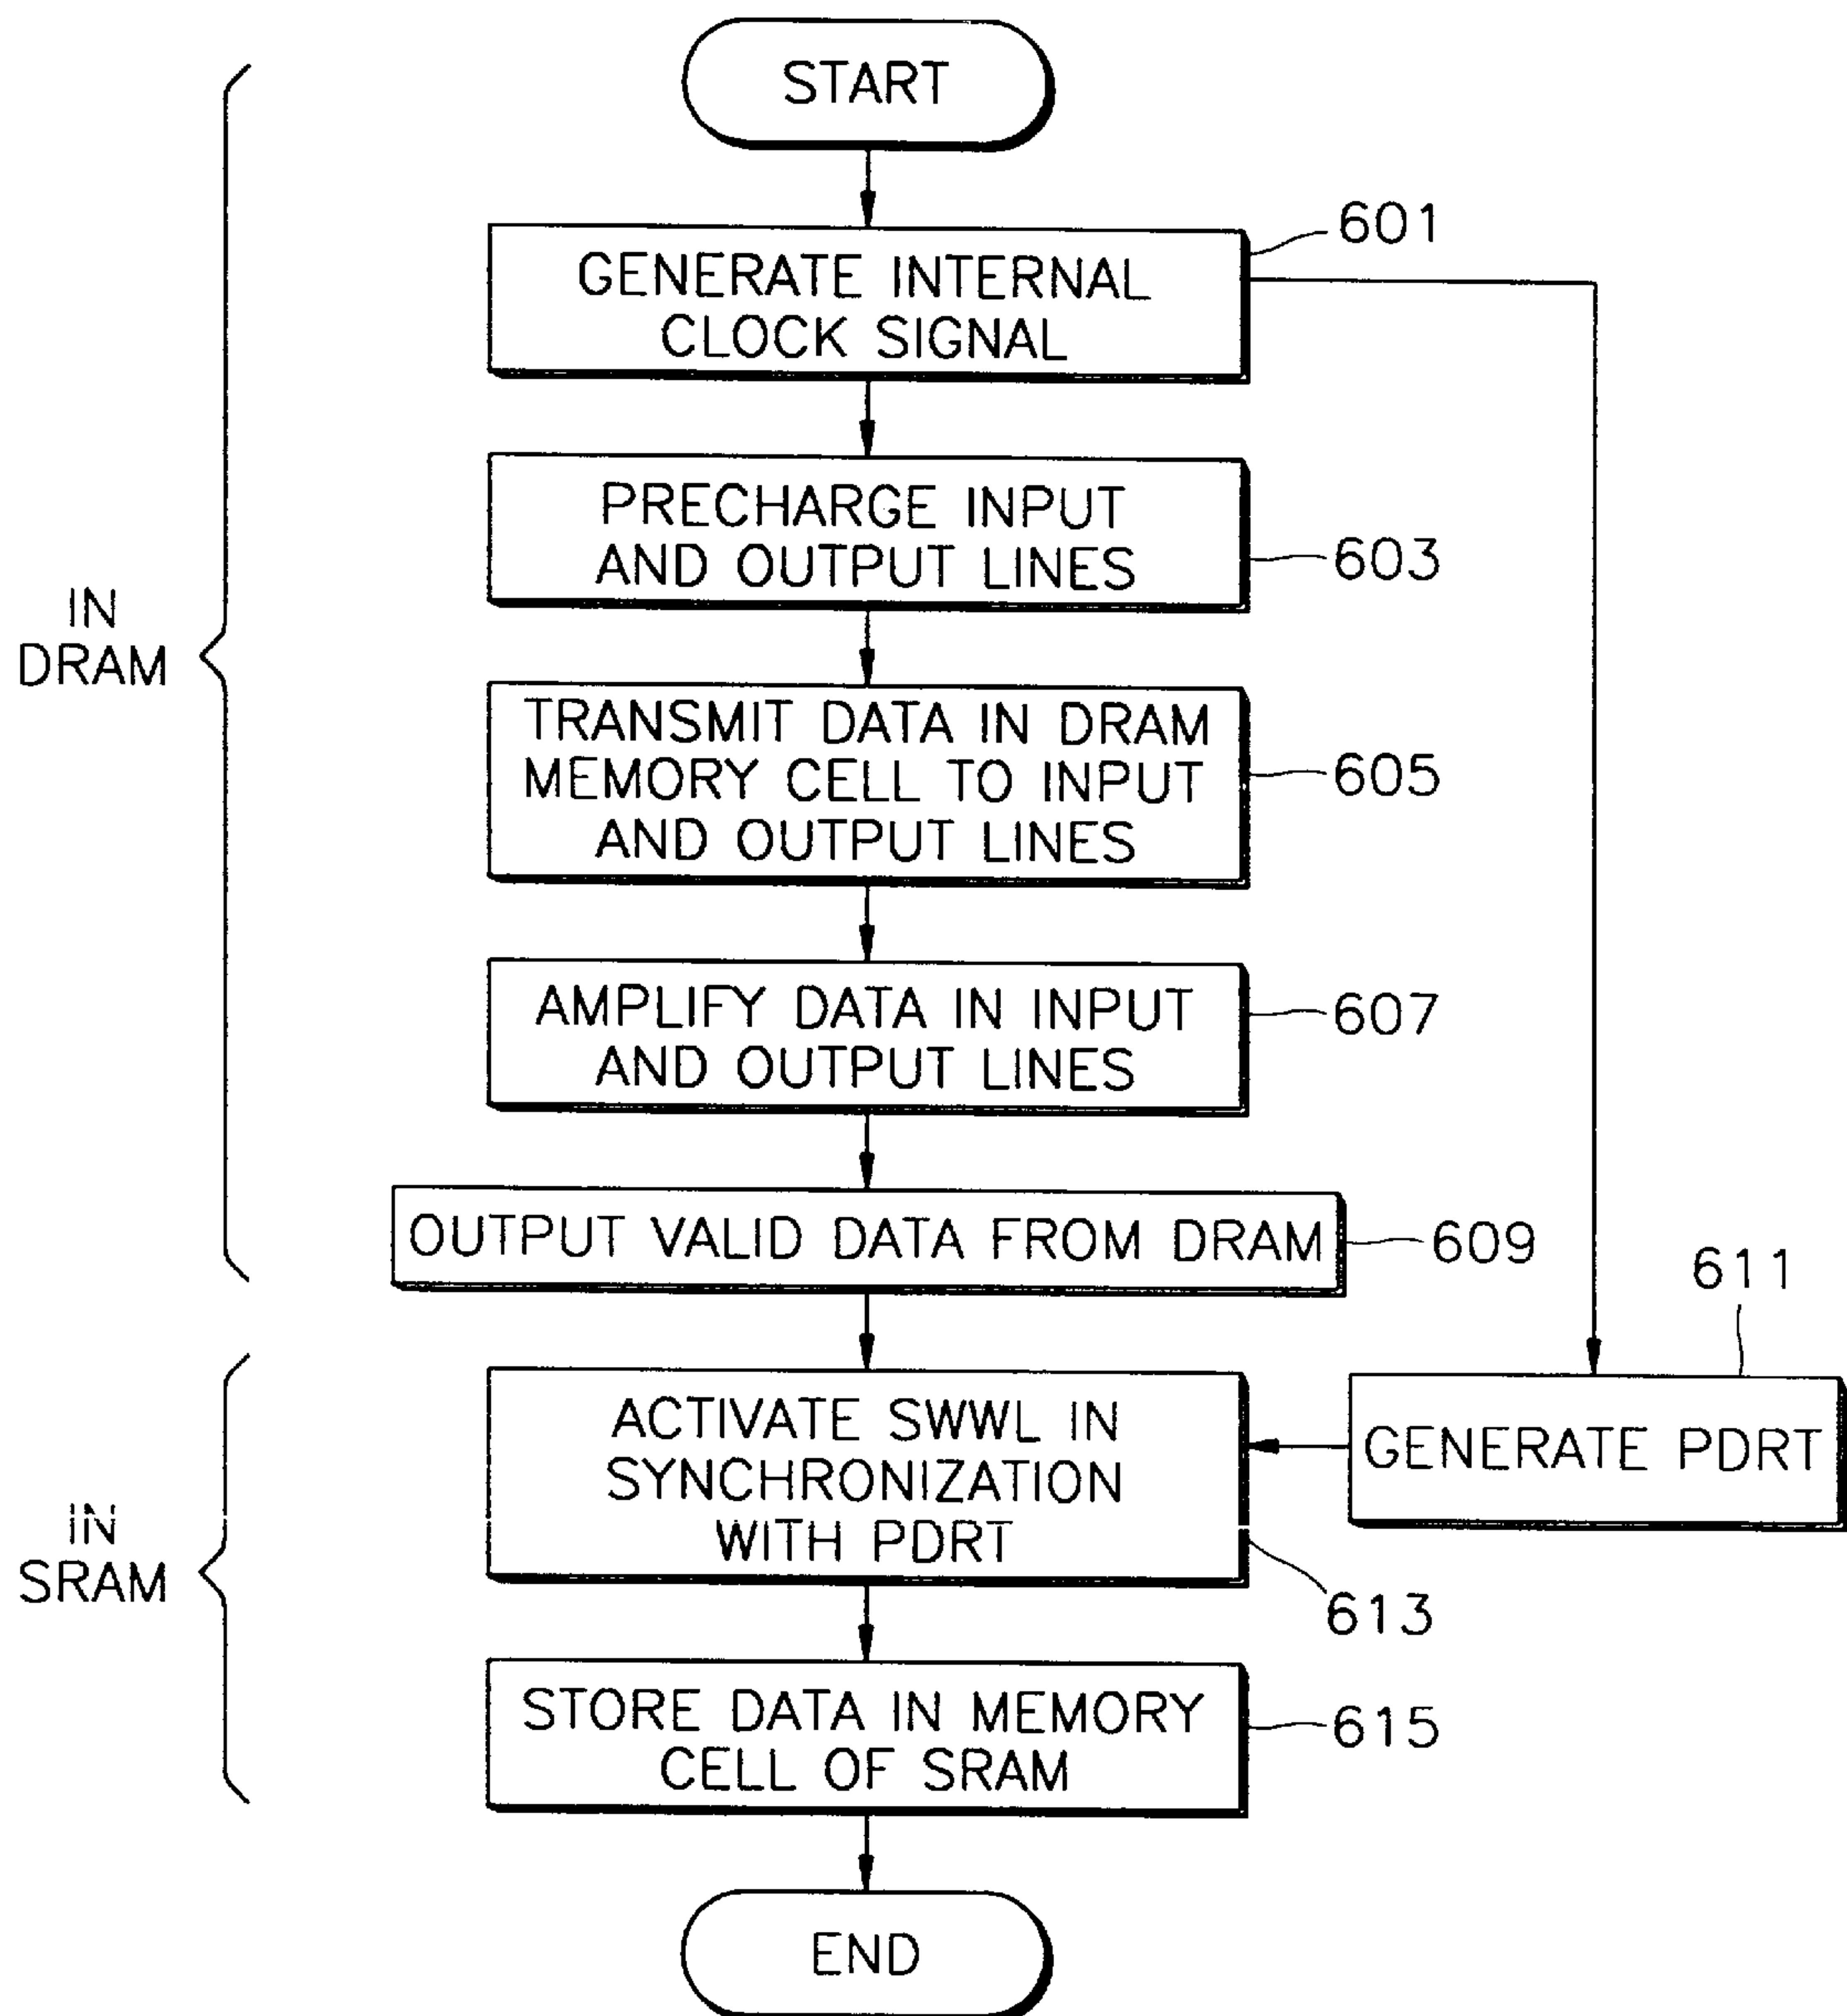 START
601
GENERATE INTERNAL
CLOCK SIGNAL
PRECHARGE INPUT
AND OUTPUT LINES
603
IN
DRAM
TRANSMIT DATA IN DRAM
MEMORY CELL TO INPUT
AND OUTPUT LINES
605
AMPLIFY DATA IN INPUT
AND OUTPUT LINES
607
OUTPUT VALID DATA FROM DRAM
609
611
ACTIVATE SWWL IN
SYNCHRONIZATION
WITH PDRT
GENERATE PDRT
IN
SRAM
613
STORE DATA IN MEMORY
CELL OF SRAM
615
END